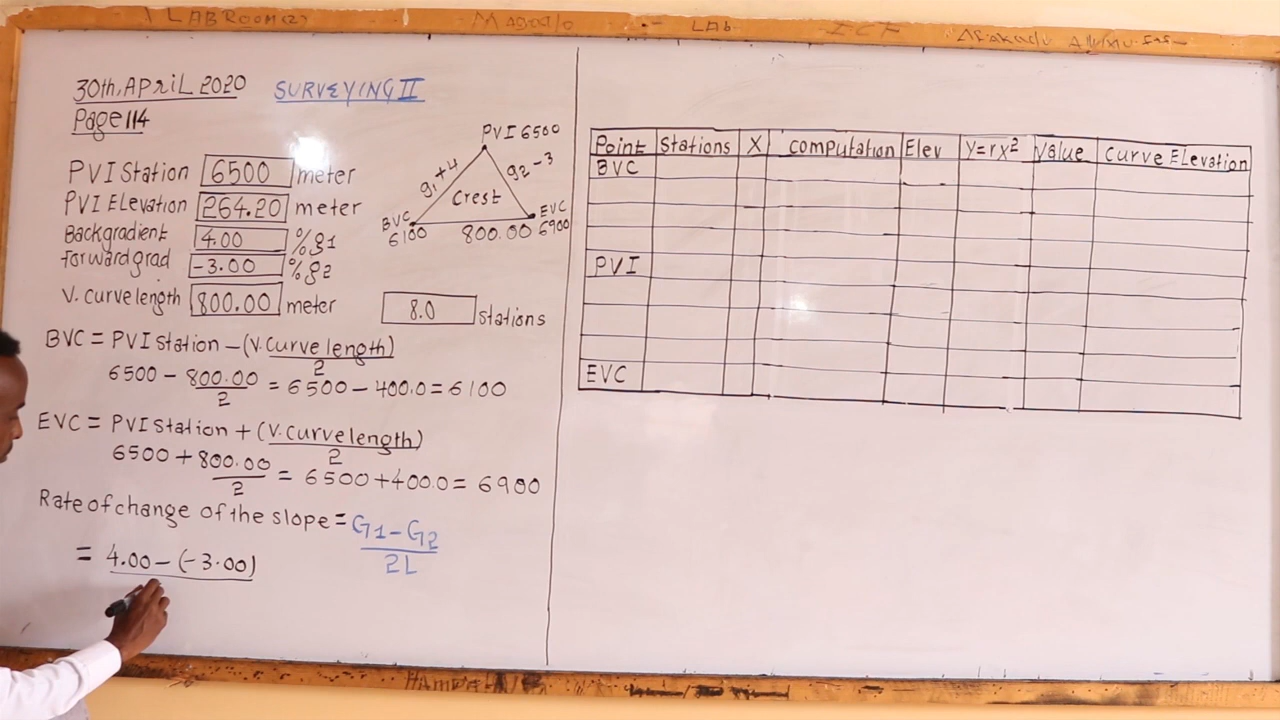 LAB ROOM(2) LAb
30th, APRiL 2020 SURVEYING II
Page 114
PVI Station 6500 meter
PVI Elevation 264.20 meter
Backgradient 4.00 % g1
forward grad -3.00 % g2
V. curve length 800.00 meter 8.0 stations
PVI 6500
g1 +4 g2 -3
Crest
BVC EVC
6100 800.00 6900
BVC = PVI Station - (V. curve length)
2
6500 - 800.00 = 6500 - 400.0 = 6100
2
EVC = PVI Station + (V. curve length)
2
6500 + 800.00 = 6500 + 400.0 = 6900
2
Rate of change of the slope = G1 - G2
2L
= 4.00 - (-3.00)
Point Stations X computation Elev Y=rx² Value curve Elevation
BVC
PVI
EVC